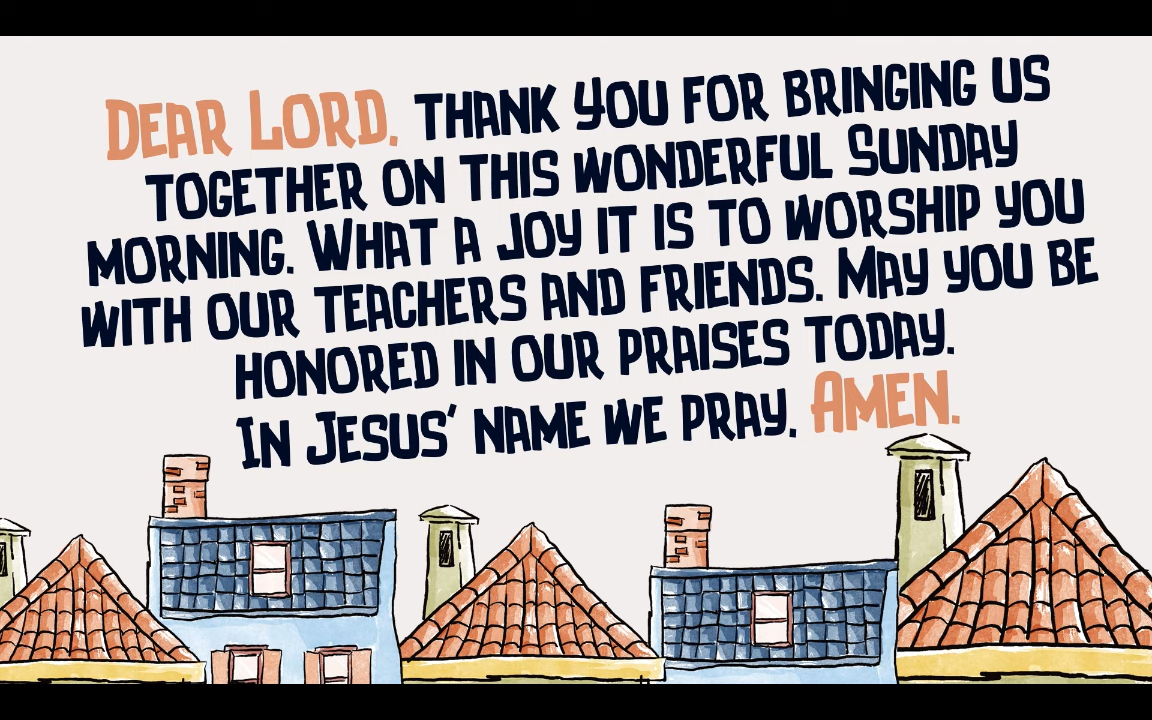 Dear Lord, thank you for bringing us
together on this wonderful Sunday
morning. What a joy it is to worship you
with our teachers and friends. May you be
honored in our praises today.
In Jesus' name we pray, Amen.